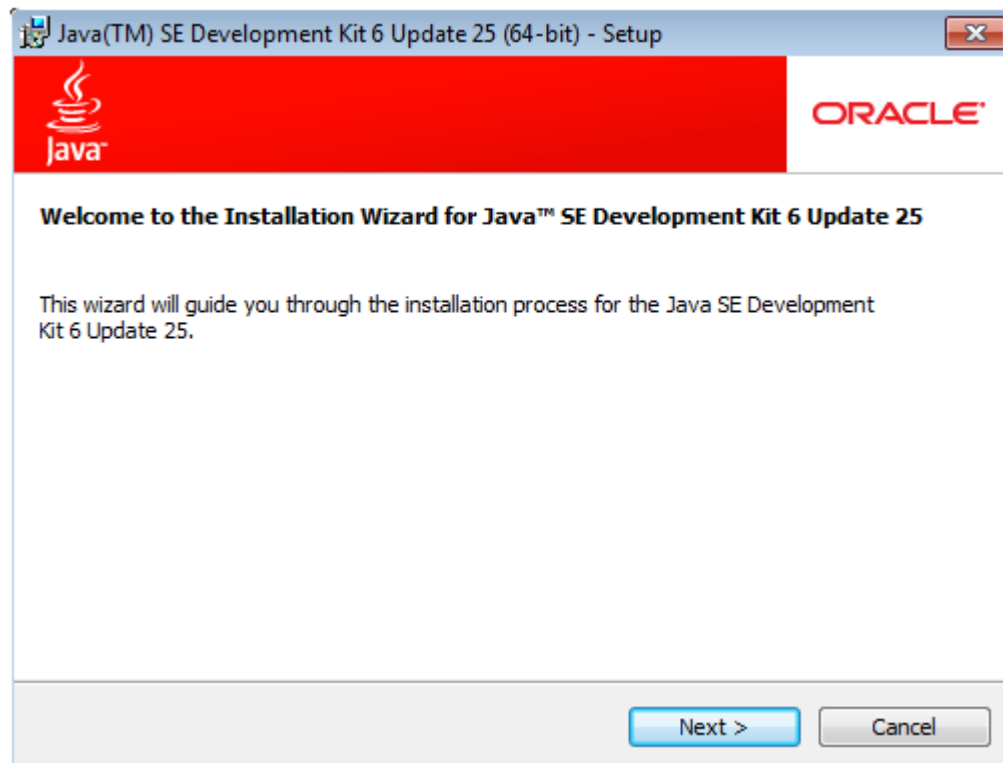 Java(TM) SE Development Kit 6 Update 25 (64-bit) - Setup
Java™
ORACLE®
Welcome to the Installation Wizard for Java™ SE Development Kit 6 Update 25
This wizard will guide you through the installation process for the Java SE Development
Kit 6 Update 25.
Next >
Cancel